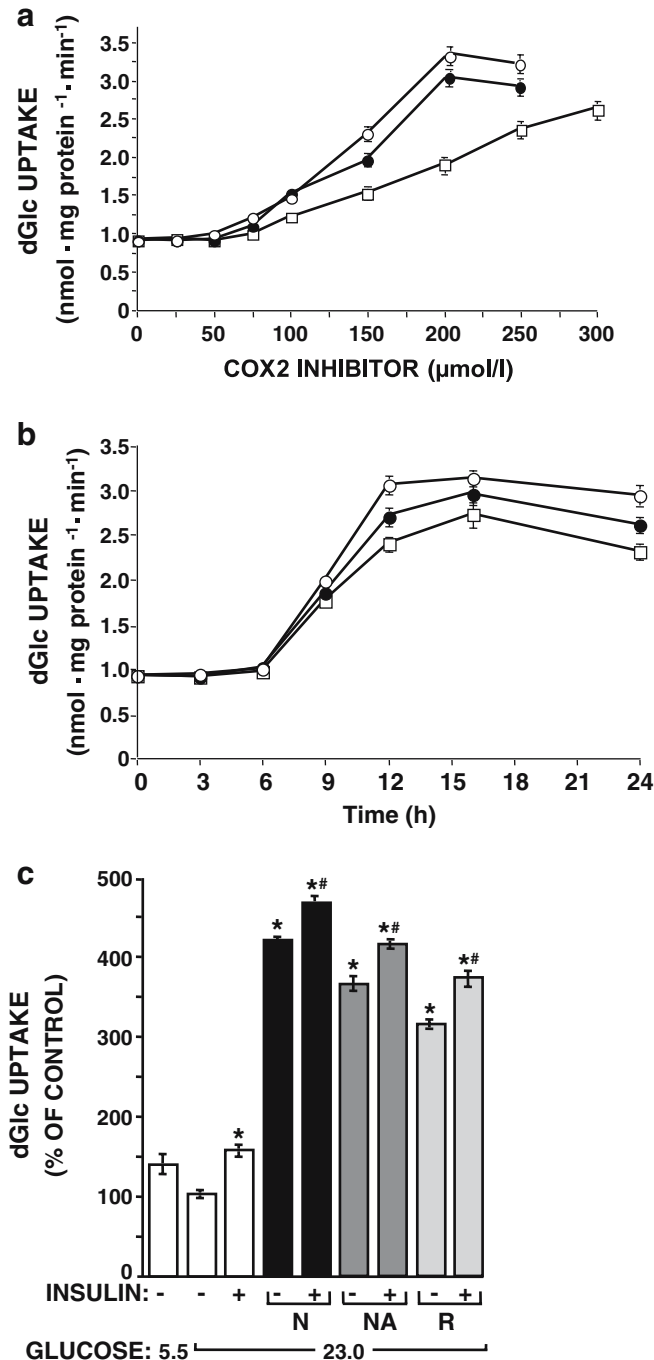 a
dGlc UPTAKE
(nmol · mg protein ⁻¹ · min⁻¹)
3.5
3.0
2.5
2.0
1.5
1.0
0.5
0
0 50 100 150 200 250 300
COX2 INHIBITOR (μmol/l)
b
dGlc UPTAKE
(nmol · mg protein ⁻¹ · min⁻¹)
3.5
3.0
2.5
2.0
1.5
1.0
0.5
0
0 3 6 9 12 15 18 21 24
Time (h)
c
dGlc UPTAKE
(% OF CONTROL)
500
400
300
200
100
0
* * *# * *# * *#
INSULIN: - - + - + - + - +
N NA R
GLUCOSE: 5.5 23.0